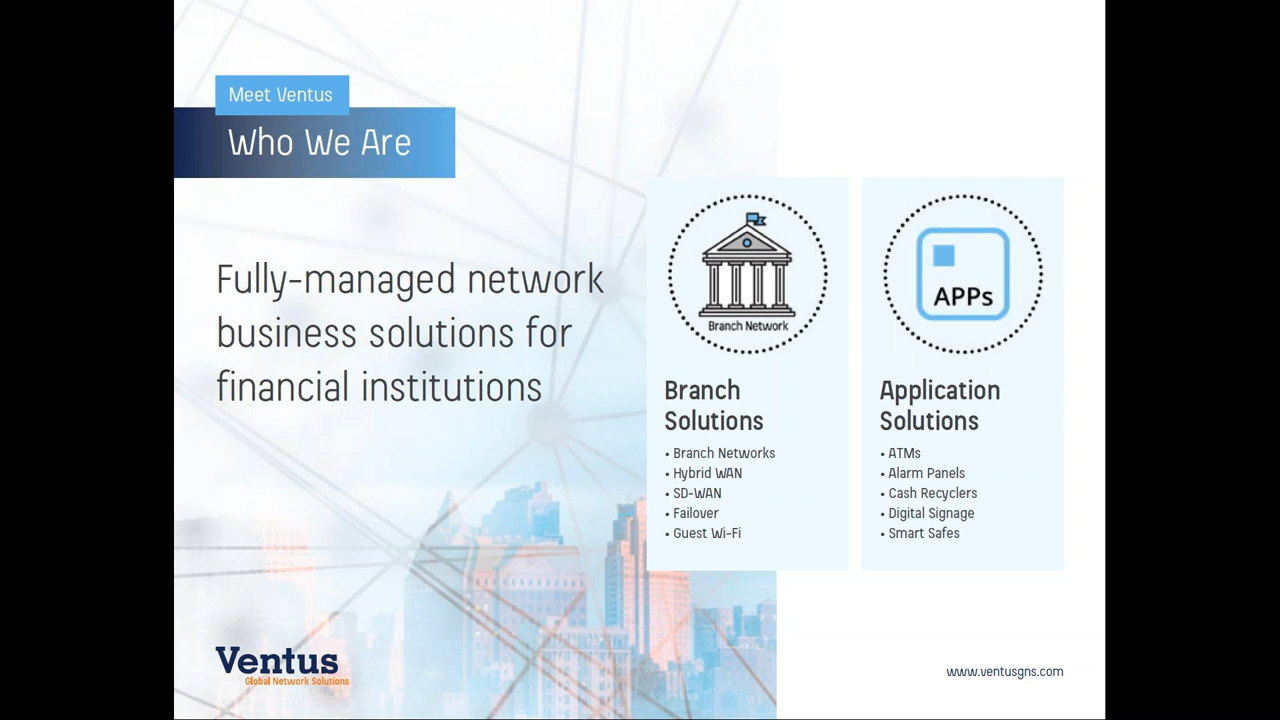 Meet Ventus
Who We Are
Fully-managed network
business solutions for
financial institutions
Branch Network
Branch
Solutions
• Branch Networks
• Hybrid WAN
• SD-WAN
• Failover
• Guest Wi-Fi
APPs
Application
Solutions
• ATMs
• Alarm Panels
• Cash Recyclers
• Digital Signage
• Smart Safes
Ventus
Global Network Solutions
www.ventusgns.com